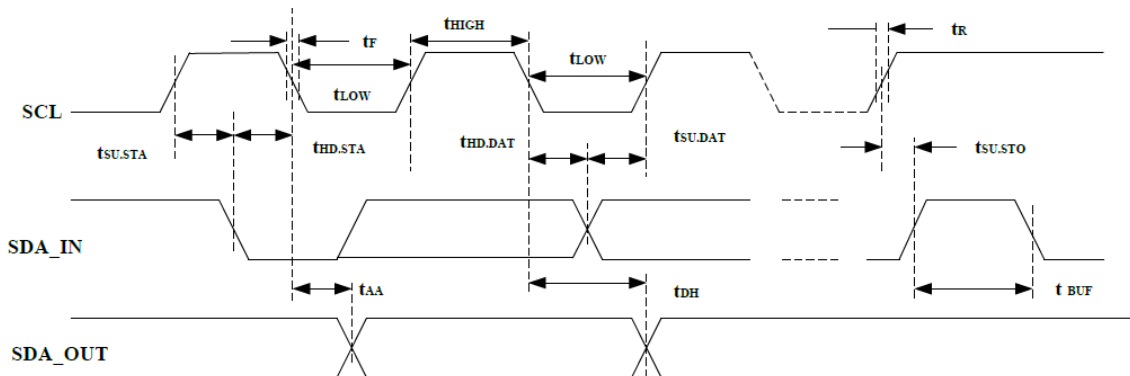 tHIGH
tF
tR
tLOW
SCL
tLOW
tSU.STA
tHD.STA
tHD.DAT
tSU.DAT
tSU.STO
SDA_IN
tAA
tDH
t BUF
SDA_OUT